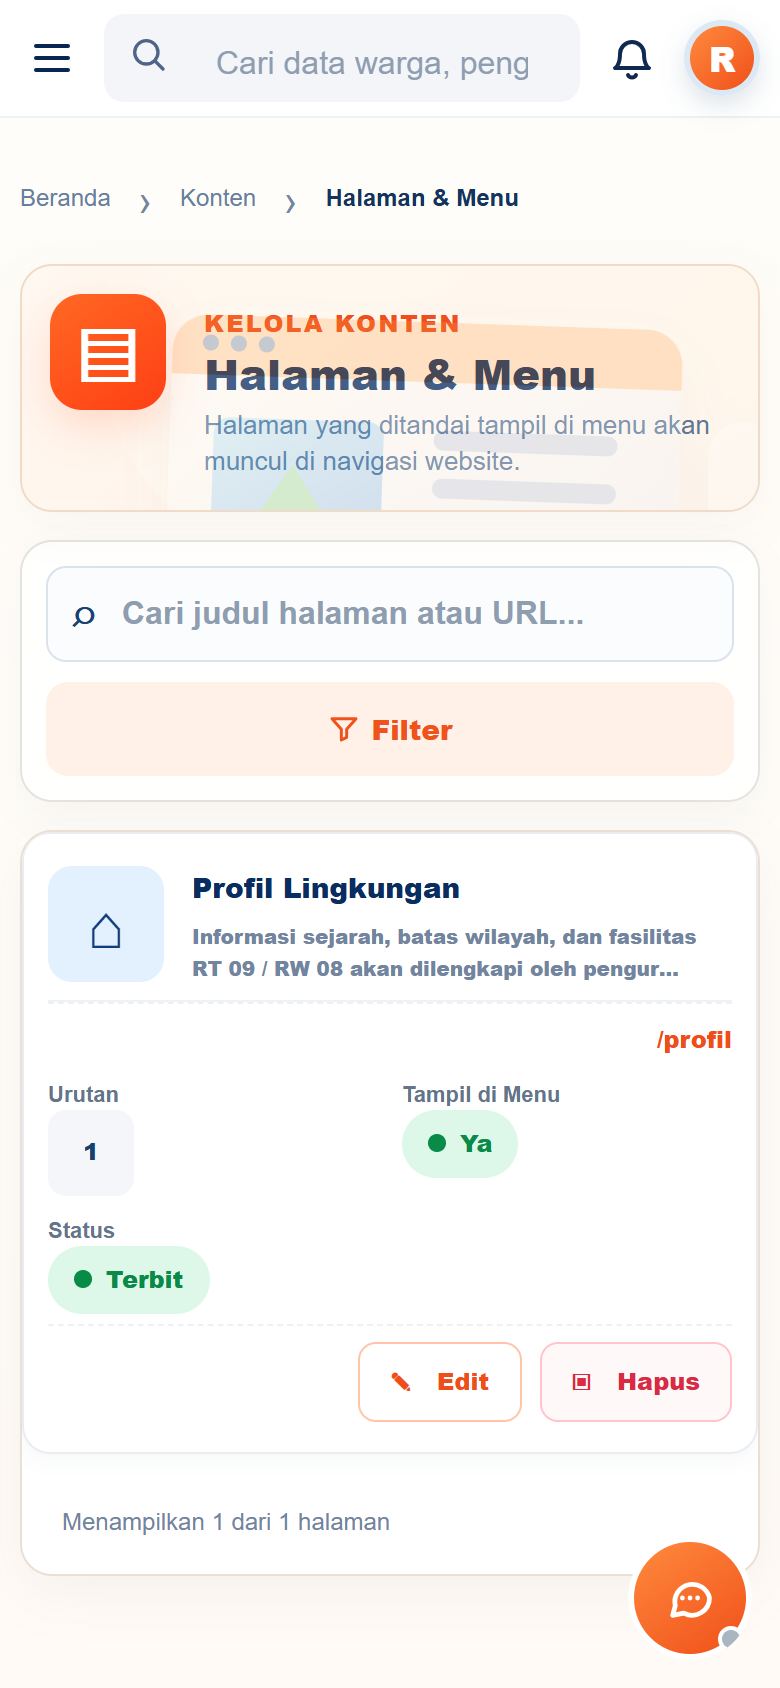 Cari data warga, peng
R
Beranda › Konten › Halaman & Menu
KELOLA KONTEN
Halaman & Menu
Halaman yang ditandai tampil di menu akan
muncul di navigasi website.
Cari judul halaman atau URL...
Filter
Profil Lingkungan
Informasi sejarah, batas wilayah, dan fasilitas
RT 09 / RW 08 akan dilengkapi oleh pengur...
/profil
Urutan
Tampil di Menu
1
Ya
Status
Terbit
Edit
Hapus
Menampilkan 1 dari 1 halaman